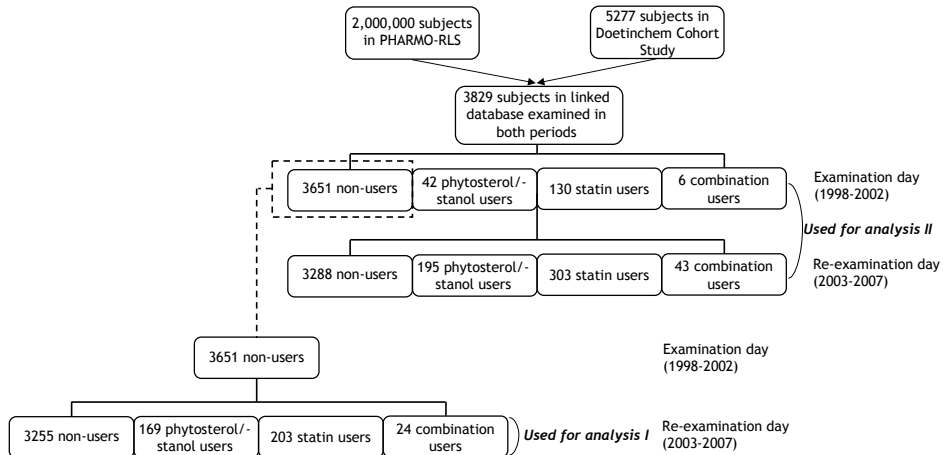 2,000,000 subjects
in PHARMO-RLS
5277 subjects in
Doetinchem Cohort
Study
3829 subjects in linked
database examined in
both periods
3651 non-users
42 phytosterol/-
stanol users
130 statin users
6 combination
users
Examination day
(1998-2002)
Used for analysis II
3288 non-users
195 phytosterol/-
stanol users
303 statin users
43 combination
users
Re-examination day
(2003-2007)
3651 non-users
Examination day
(1998-2002)
3255 non-users
169 phytosterol/-
stanol users
203 statin users
24 combination
users
Used for analysis I
Re-examination day
(2003-2007)